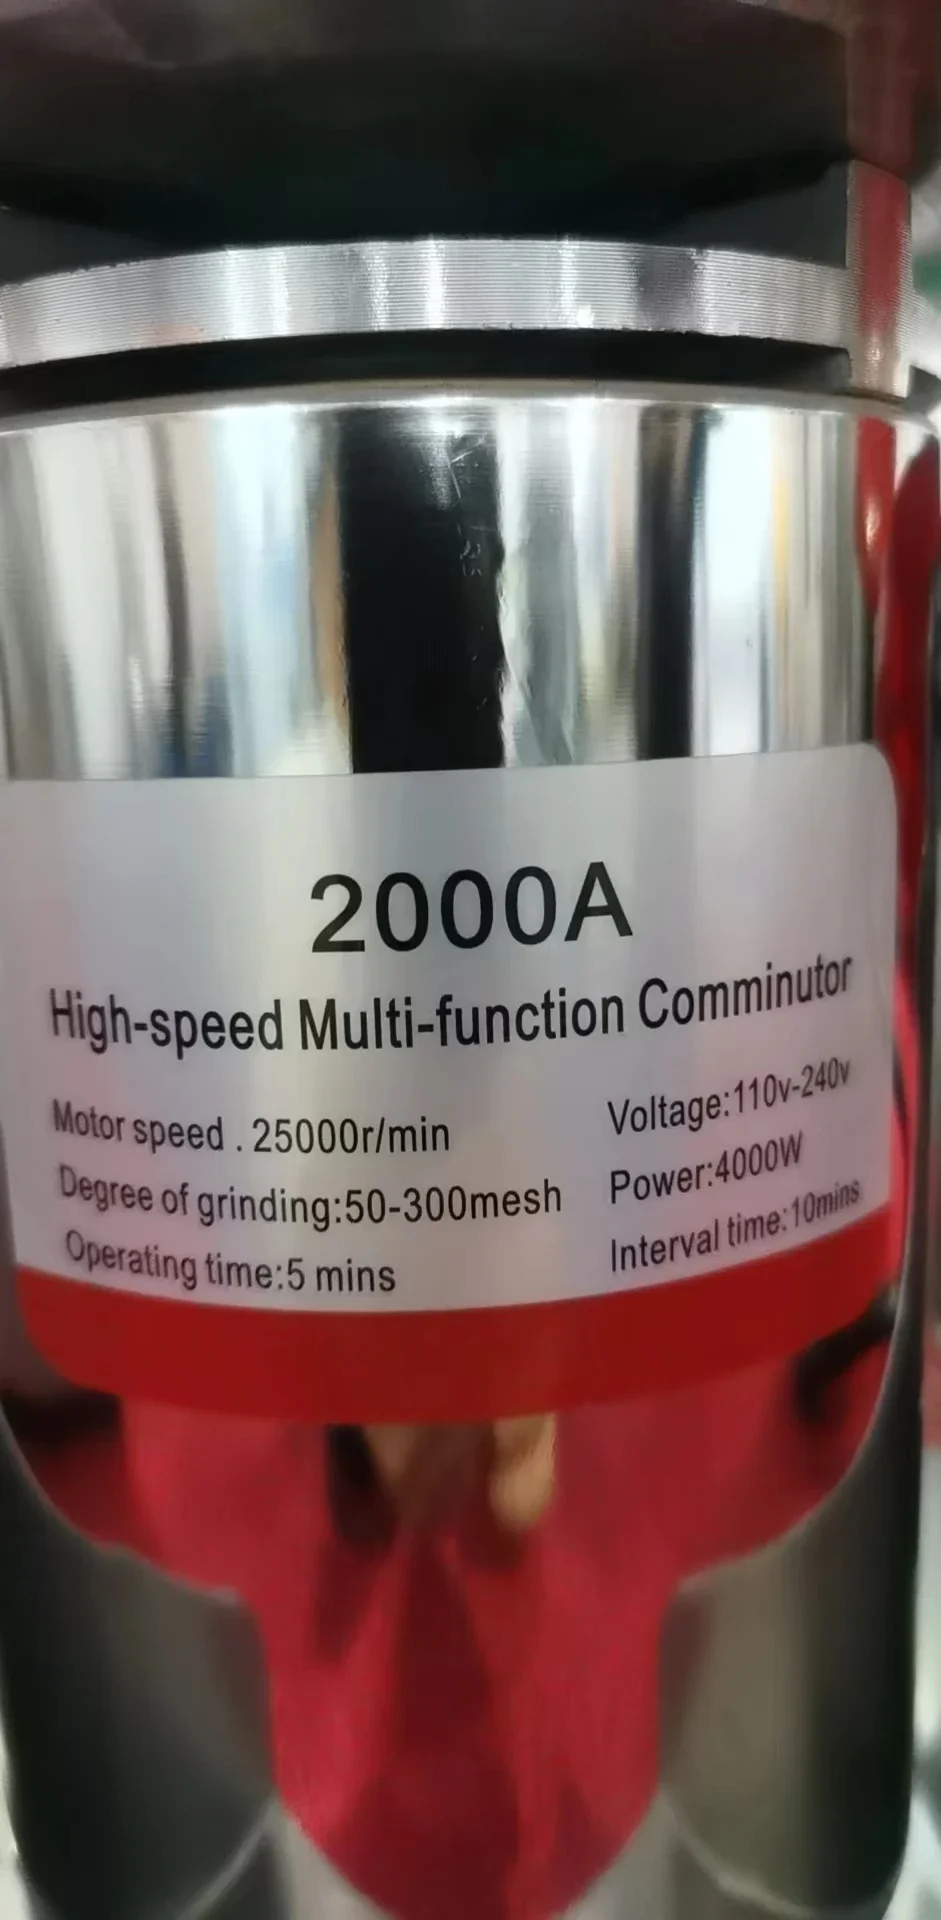 2000A
High-speed Multi-function Comminutor
Motor speed . 25000r/min
Voltage:110v-240v
Degree of grinding:50-300mesh
Power:4000W
Operating time:5 mins
Interval time:10mins